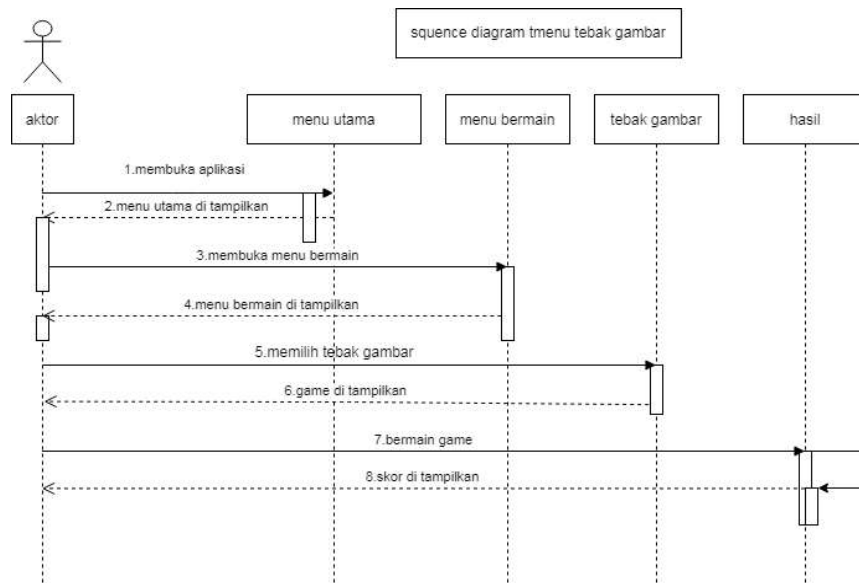 squence diagram tmenu tebak gambar
aktor
menu utama
menu bermain
tebak gambar
hasil
1.membuka aplikasi
2.menu utama di tampilkan
3.membuka menu bermain
4.menu bermain di tampilkan
5.memilih tebak gambar
6.game di tampilkan
7.bermain game
8.skor di tampilkan